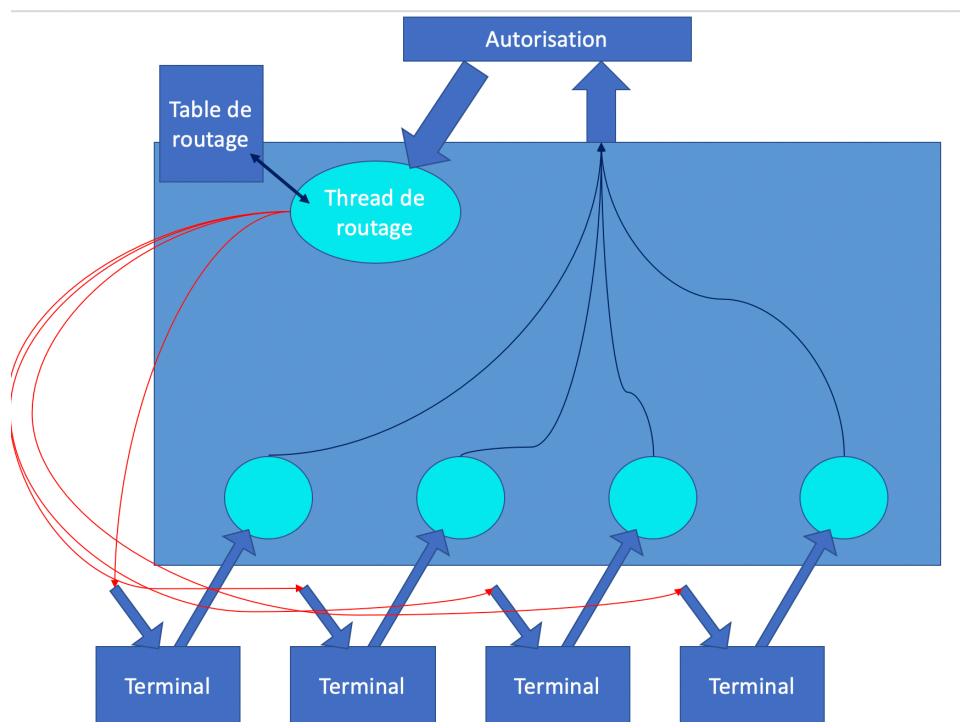 Autorisation
Table de
routage
Thread de
routage
Terminal
Terminal
Terminal
Terminal